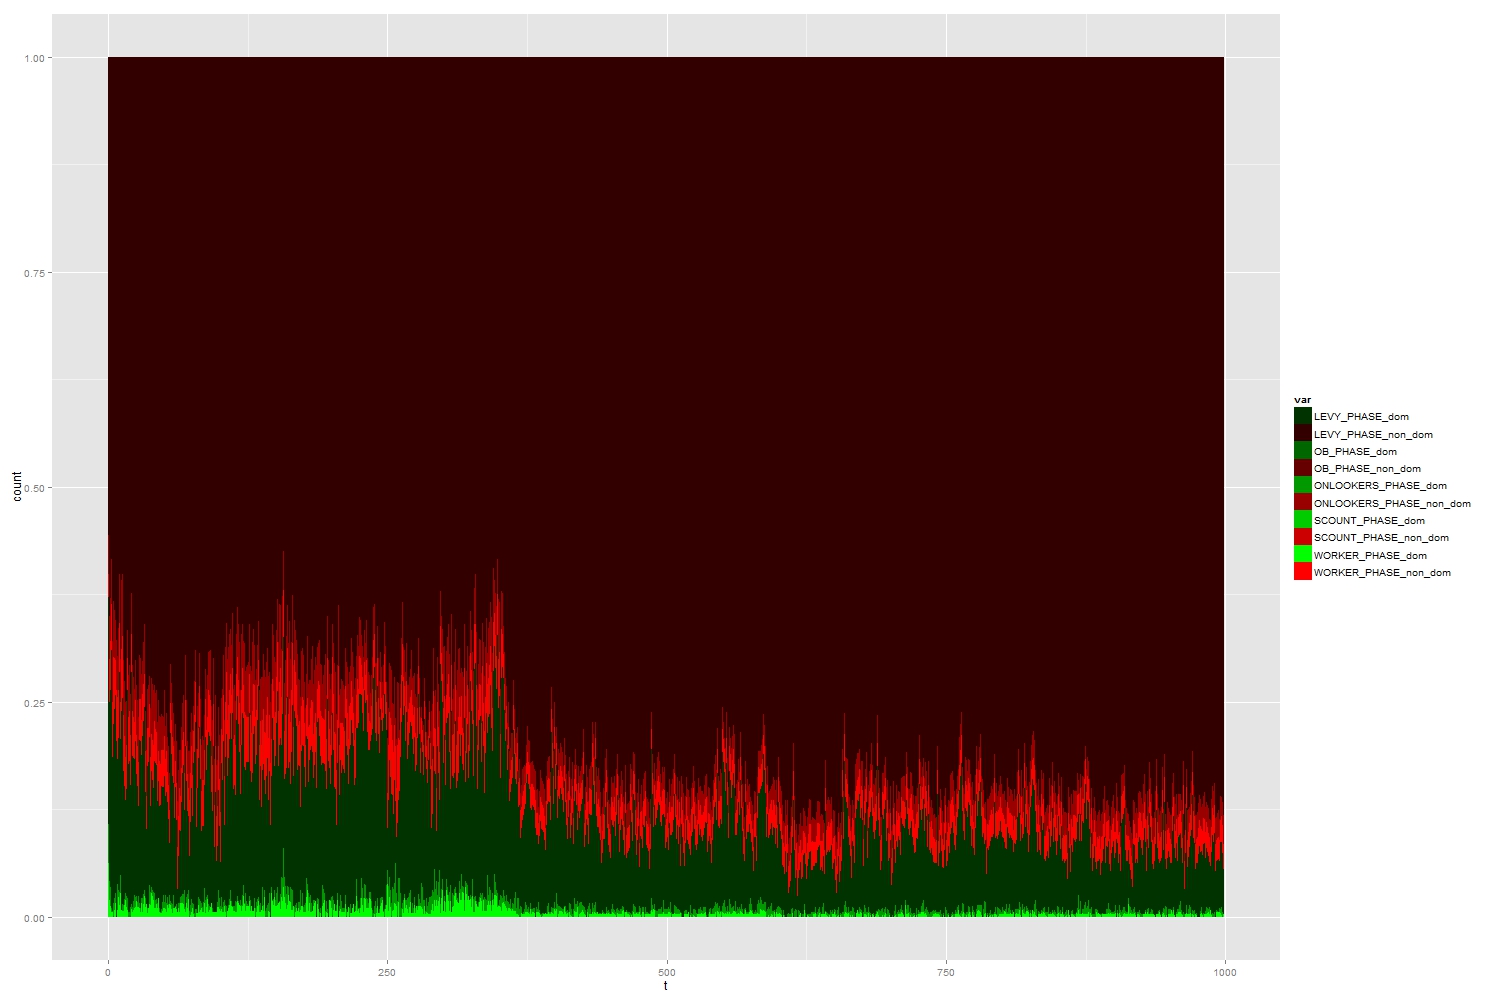 1.00
0.75
0.50
0.25
0.00
count
0
250
500
750
1000
t
var
LEVY_PHASE_dom
LEVY_PHASE_non_dom
OB_PHASE_dom
OB_PHASE_non_dom
ONLOOKERS_PHASE_dom
ONLOOKERS_PHASE_non_dom
SCOUNT_PHASE_dom
SCOUNT_PHASE_non_dom
WORKER_PHASE_dom
WORKER_PHASE_non_dom